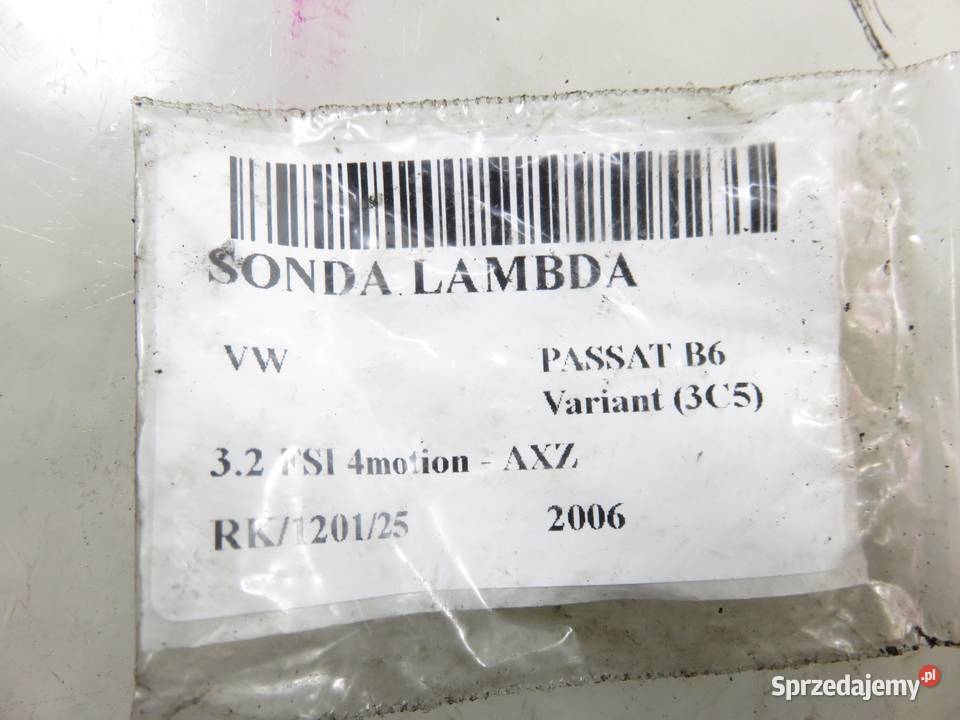 SONDA LAMBDA
VW PASSAT B6
Variant (3C5)
3.2 FSI 4motion - AXZ
RK/1201/25 2006
Sprzedajemy.pl